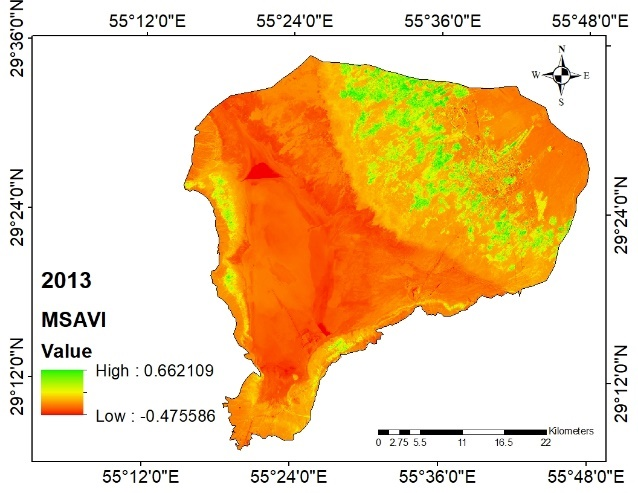 55°12'0"E 55°24'0"E 55°36'0"E 55°48'0"E
29°36'0"N
29°24'0"N
29°12'0"N
N
W E
S
29°36'0"N
29°24'0"N
29°12'0"N
2013
MSAVI
Value
High : 0.662109
Low : -0.475586
Kilometers
0 2.75 5.5 11 16.5 22
55°12'0"E 55°24'0"E 55°36'0"E 55°48'0"E